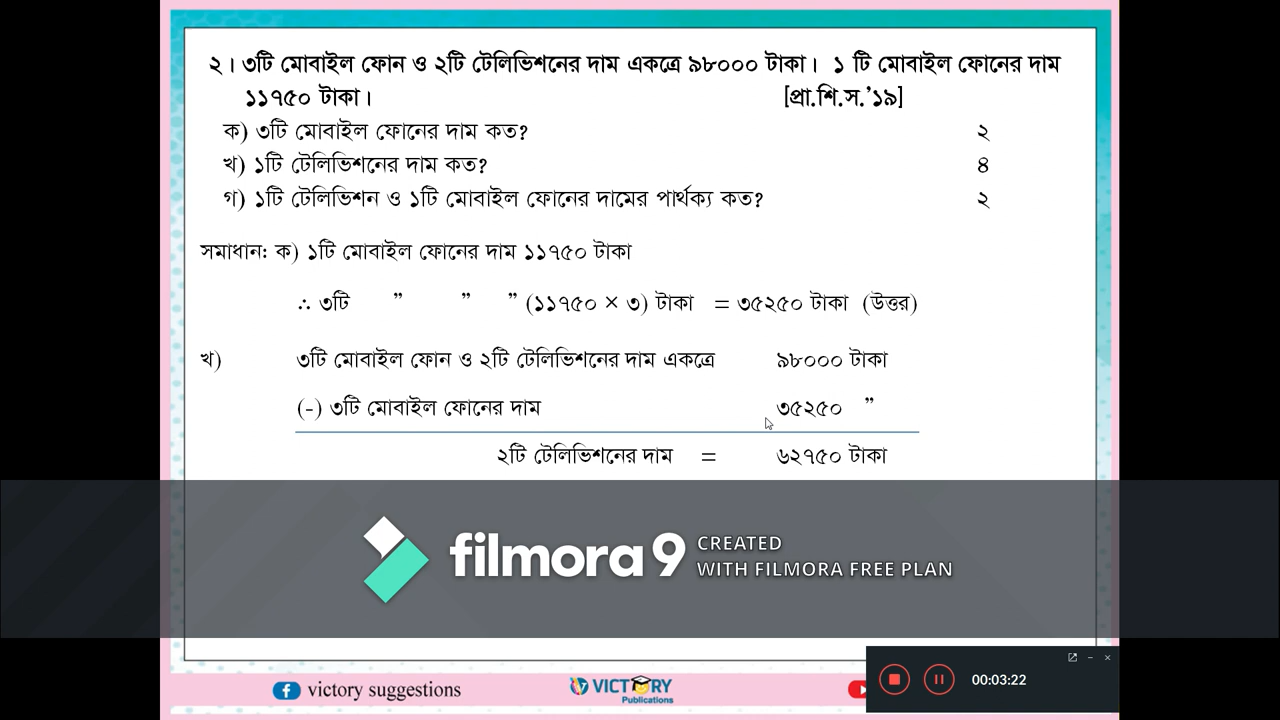 ২। ৩টি মোবাইল ফোন ও ২টি টেলিভিশনের দাম একত্রে ৯৮০০০ টাকা। ১ টি মোবাইল ফোনের দাম
১১৭৫০ টাকা। [প্রা.শি.স.’১৯]
ক) ৩টি মোবাইল ফোনের দাম কত? ২
খ) ১টি টেলিভিশনের দাম কত? ৪
গ) ১টি টেলিভিশন ও ১টি মোবাইল ফোনের দামের পার্থক্য কত? ২
সমাধান: ক) ১টি মোবাইল ফোনের দাম ১১৭৫০ টাকা
∴ ৩টি ” ” ” (১১৭৫০ × ৩) টাকা = ৩৫২৫০ টাকা (উত্তর)
খ) ৩টি মোবাইল ফোন ও ২টি টেলিভিশনের দাম একত্রে ৯৮০০০ টাকা
(-) ৩টি মোবাইল ফোনের দাম ৩৫২৫০ ”
২টি টেলিভিশনের দাম = ৬২৭৫০ টাকা
filmora 9 CREATED
WITH FILMORA FREE PLAN
victory suggestions
VICTORY
Publications
00:03:22